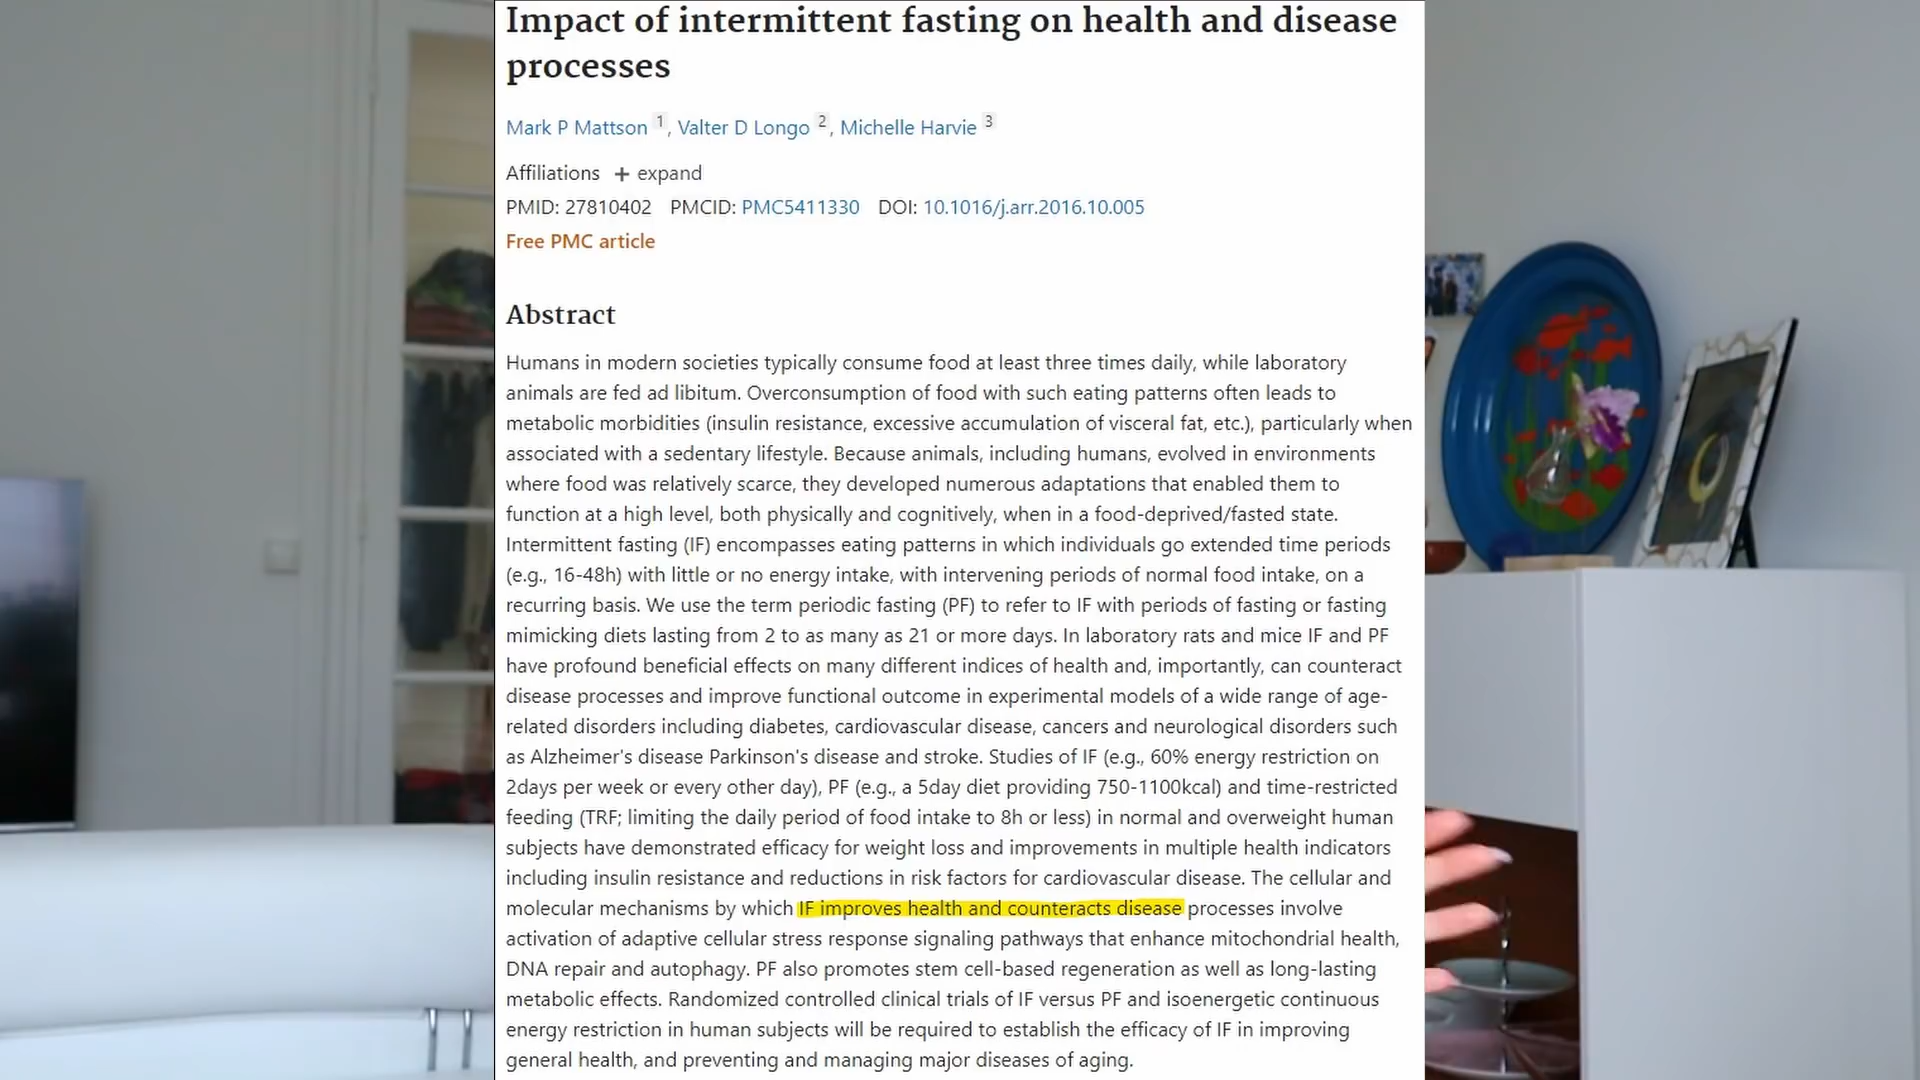 Impact of intermittent fasting on health and disease
processes
Mark P Mattson 1, Valter D Longo 2, Michelle Harvie 3
Affiliations + expand
PMID: 27810402 PMCID: PMC5411330 DOI: 10.1016/j.arr.2016.10.005
Free PMC article
Abstract
Humans in modern societies typically consume food at least three times daily, while laboratory
animals are fed ad libitum. Overconsumption of food with such eating patterns often leads to
metabolic morbidities (insulin resistance, excessive accumulation of visceral fat, etc.), particularly when
associated with a sedentary lifestyle. Because animals, including humans, evolved in environments
where food was relatively scarce, they developed numerous adaptations that enabled them to
function at a high level, both physically and cognitively, when in a food-deprived/fasted state.
Intermittent fasting (IF) encompasses eating patterns in which individuals go extended time periods
(e.g., 16-48h) with little or no energy intake, with intervening periods of normal food intake, on a
recurring basis. We use the term periodic fasting (PF) to refer to IF with periods of fasting or fasting
mimicking diets lasting from 2 to as many as 21 or more days. In laboratory rats and mice IF and PF
have profound beneficial effects on many different indices of health and, importantly, can counteract
disease processes and improve functional outcome in experimental models of a wide range of age-
related disorders including diabetes, cardiovascular disease, cancers and neurological disorders such
as Alzheimer's disease Parkinson's disease and stroke. Studies of IF (e.g., 60% energy restriction on
2days per week or every other day), PF (e.g., a 5day diet providing 750-1100kcal) and time-restricted
feeding (TRF; limiting the daily period of food intake to 8h or less) in normal and overweight human
subjects have demonstrated efficacy for weight loss and improvements in multiple health indicators
including insulin resistance and reductions in risk factors for cardiovascular disease. The cellular and
molecular mechanisms by which IF improves health and counteracts disease processes involve
activation of adaptive cellular stress response signaling pathways that enhance mitochondrial health,
DNA repair and autophagy. PF also promotes stem cell-based regeneration as well as long-lasting
metabolic effects. Randomized controlled clinical trials of IF versus PF and isoenergetic continuous
energy restriction in human subjects will be required to establish the efficacy of IF in improving
general health, and preventing and managing major diseases of aging.